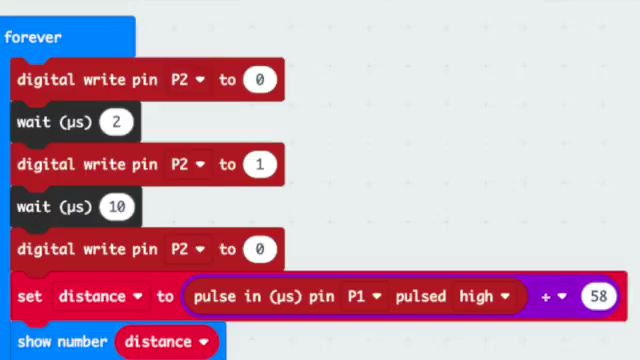 forever
digital write pin P2 to 0
wait (µs) 2
digital write pin P2 to 1
wait (µs) 10
digital write pin P2 to 0
set distance to pulse in (µs) pin P1 pulsed high ÷ 58
show number distance